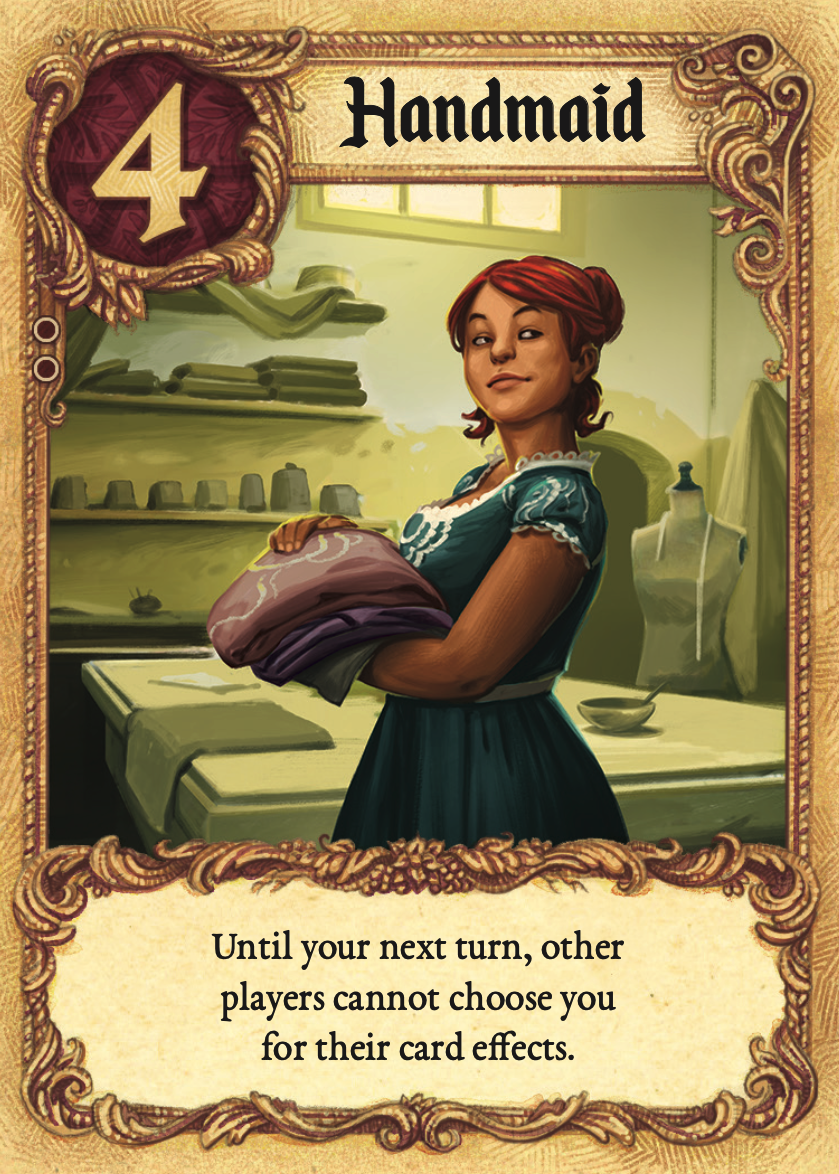 4
Handmaid
Until your next turn, other
players cannot choose you
for their card effects.